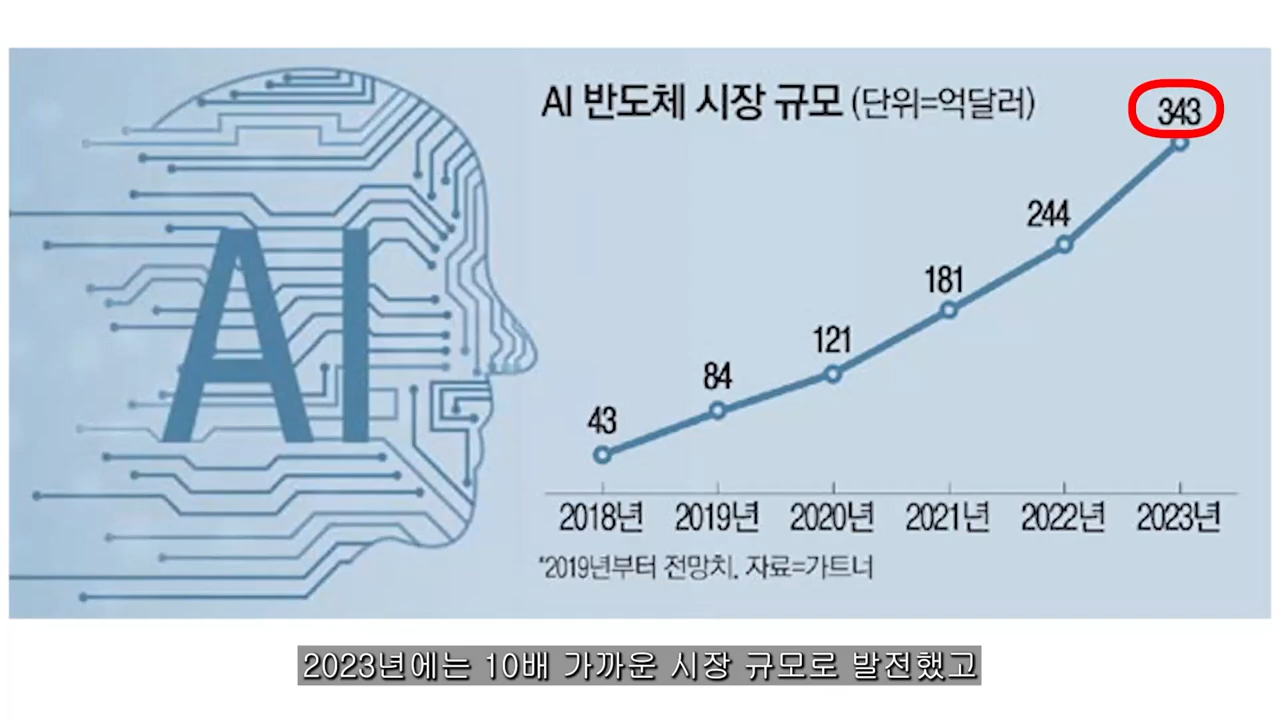 AI
AI 반도체 시장 규모 (단위=억달러)
343
244
181
121
84
43
2018년 2019년 2020년 2021년 2022년 2023년
*2019년부터 전망치. 자료=가트너
2023년에는 10배 가까운 시장 규모로 발전했고